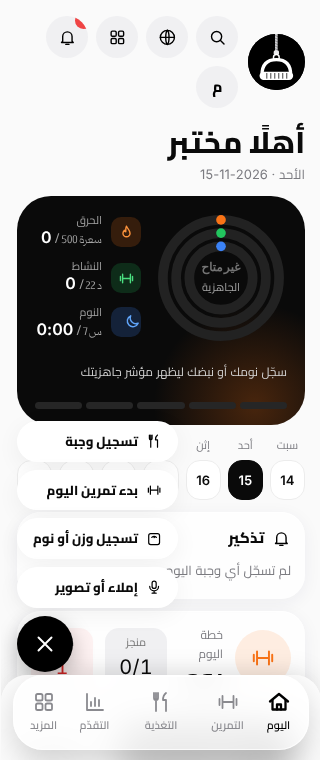 م
أهلًا مختبر
الأحد · 2026-11-15
غير متاح
الجاهزية
الحرق
0 / 500 سعرة
النشاط
0 / 22 د
النوم
0:00 / 7 س
سجّل نومك أو نبضك ليظهر مؤشر جاهزيتك
سبت
أحد
إثن
14
15
16
تسجيل وجبة
بدء تمرين اليوم
تسجيل وزن أو نوم
إملاء أو تصوير
تذكير
لم تسجّل أي وجبة اليوم
خطة
اليوم
منجز
0/1
اليوم
التمرين
التغذية
التقدّم
المزيد